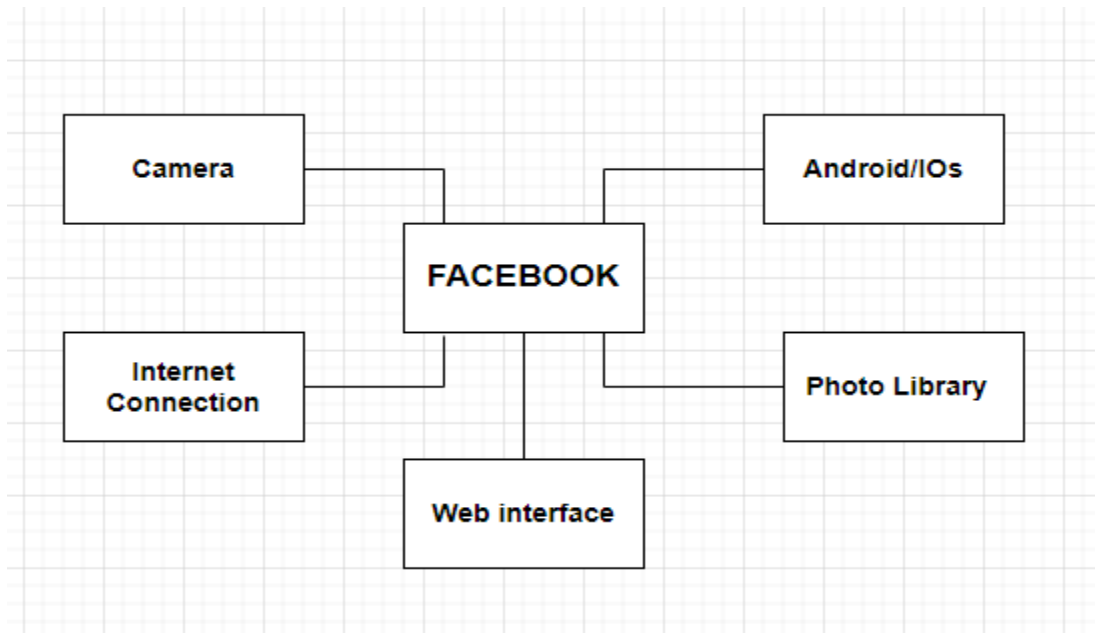 Camera
Android/IOs
FACEBOOK
Internet
Connection
Photo Library
Web interface